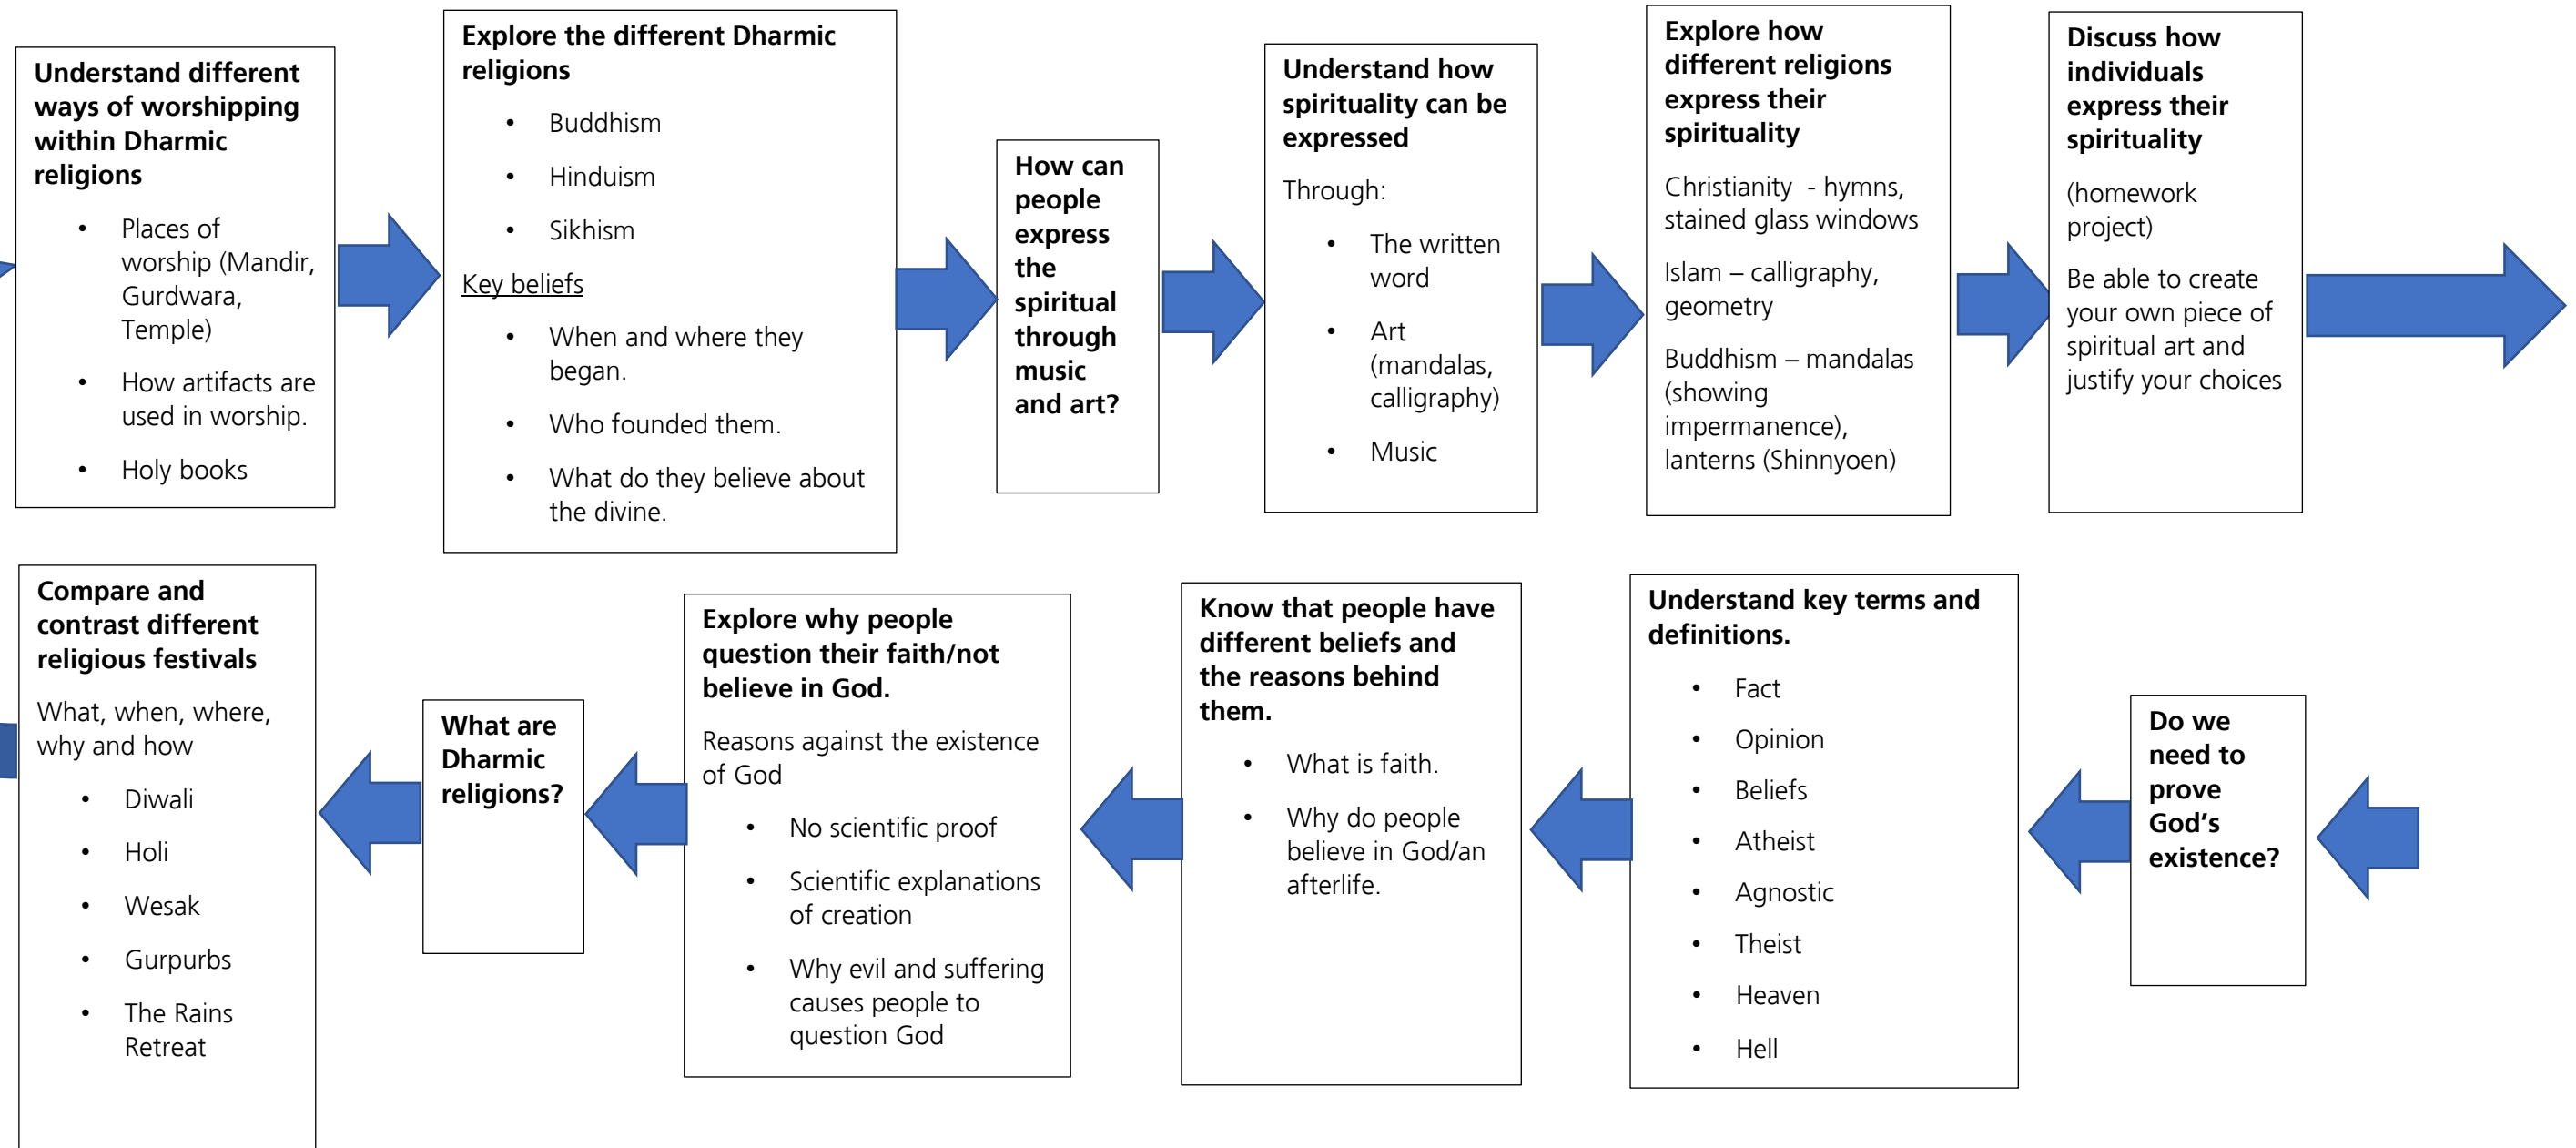 Understand different
ways of worshipping
within Dharmic
religions
• Places of
worship (Mandir,
Gurdwara,
Temple)
• How artifacts are
used in worship.
• Holy books
Explore the different Dharmic
religions
• Buddhism
• Hinduism
• Sikhism
Key beliefs
• When and where they
began.
• Who founded them.
• What do they believe about
the divine.
How can
people
express
the
spiritual
through
music
and art?
Understand how
spirituality can be
expressed
Through:
• The written
word
• Art
(mandalas,
calligraphy)
• Music
Explore how
different religions
express their
spirituality
Christianity - hymns,
stained glass windows
Islam – calligraphy,
geometry
Buddhism – mandalas
(showing
impermanence),
lanterns (Shinnyoen)
Discuss how
individuals
express their
spirituality
(homework
project)
Be able to create
your own piece of
spiritual art and
justify your choices
Compare and
contrast different
religious festivals
What, when, where,
why and how
• Diwali
• Holi
• Wesak
• Gurpurbs
• The Rains
Retreat
What are
Dharmic
religions?
Explore why people
question their faith/not
believe in God.
Reasons against the existence
of God
• No scientific proof
• Scientific explanations
of creation
• Why evil and suffering
causes people to
question God
Know that people have
different beliefs and
the reasons behind
them.
• What is faith.
• Why do people
believe in God/an
afterlife.
Understand key terms and
definitions.
• Fact
• Opinion
• Beliefs
• Atheist
• Agnostic
• Theist
• Heaven
• Hell
Do we
need to
prove
God's
existence?